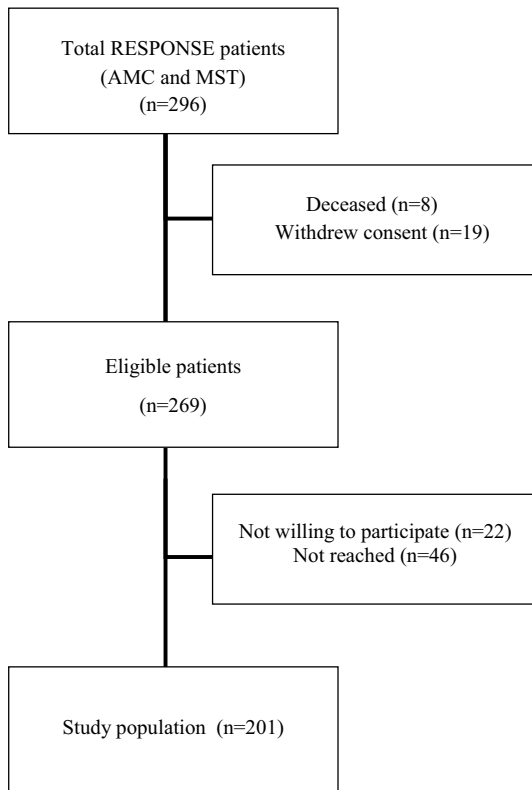 Total RESPONSE patients
(AMC and MST)
(n=296)
Deceased (n=8)
Withdrew consent (n=19)
Eligible patients
(n=269)
Not willing to participate (n=22)
Not reached (n=46)
Study population (n=201)